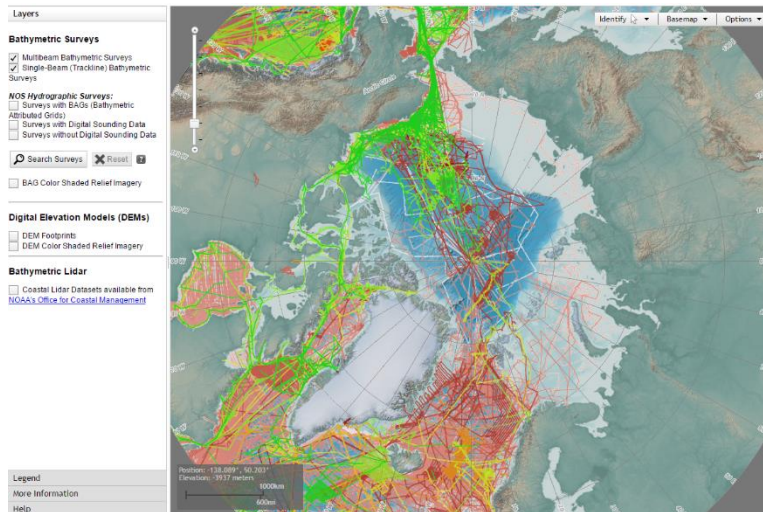 Layers
Bathymetric Surveys
Multibeam Bathymetric Surveys
Single-Beam (Trackline) Bathymetric
Surveys
NOS Hydrographic Surveys:
Surveys with BAGs (Bathymetric
Attributed Grids)
Surveys with Digital Sounding Data
Surveys without Digital Sounding Data
Search Surveys
Reset
?
BAG Color Shaded Relief Imagery
Digital Elevation Models (DEMs)
DEM Footprints
DEM Color Shaded Relief Imagery
Bathymetric Lidar
Coastal Lidar Datasets available from
NOAA's Office for Coastal Management
Legend
More Information
Help
Identify
Basemap
Options
Arctic Circle
Position: -138.089°, 50.203°
Elevation: -3937 meters
1000km
600mi